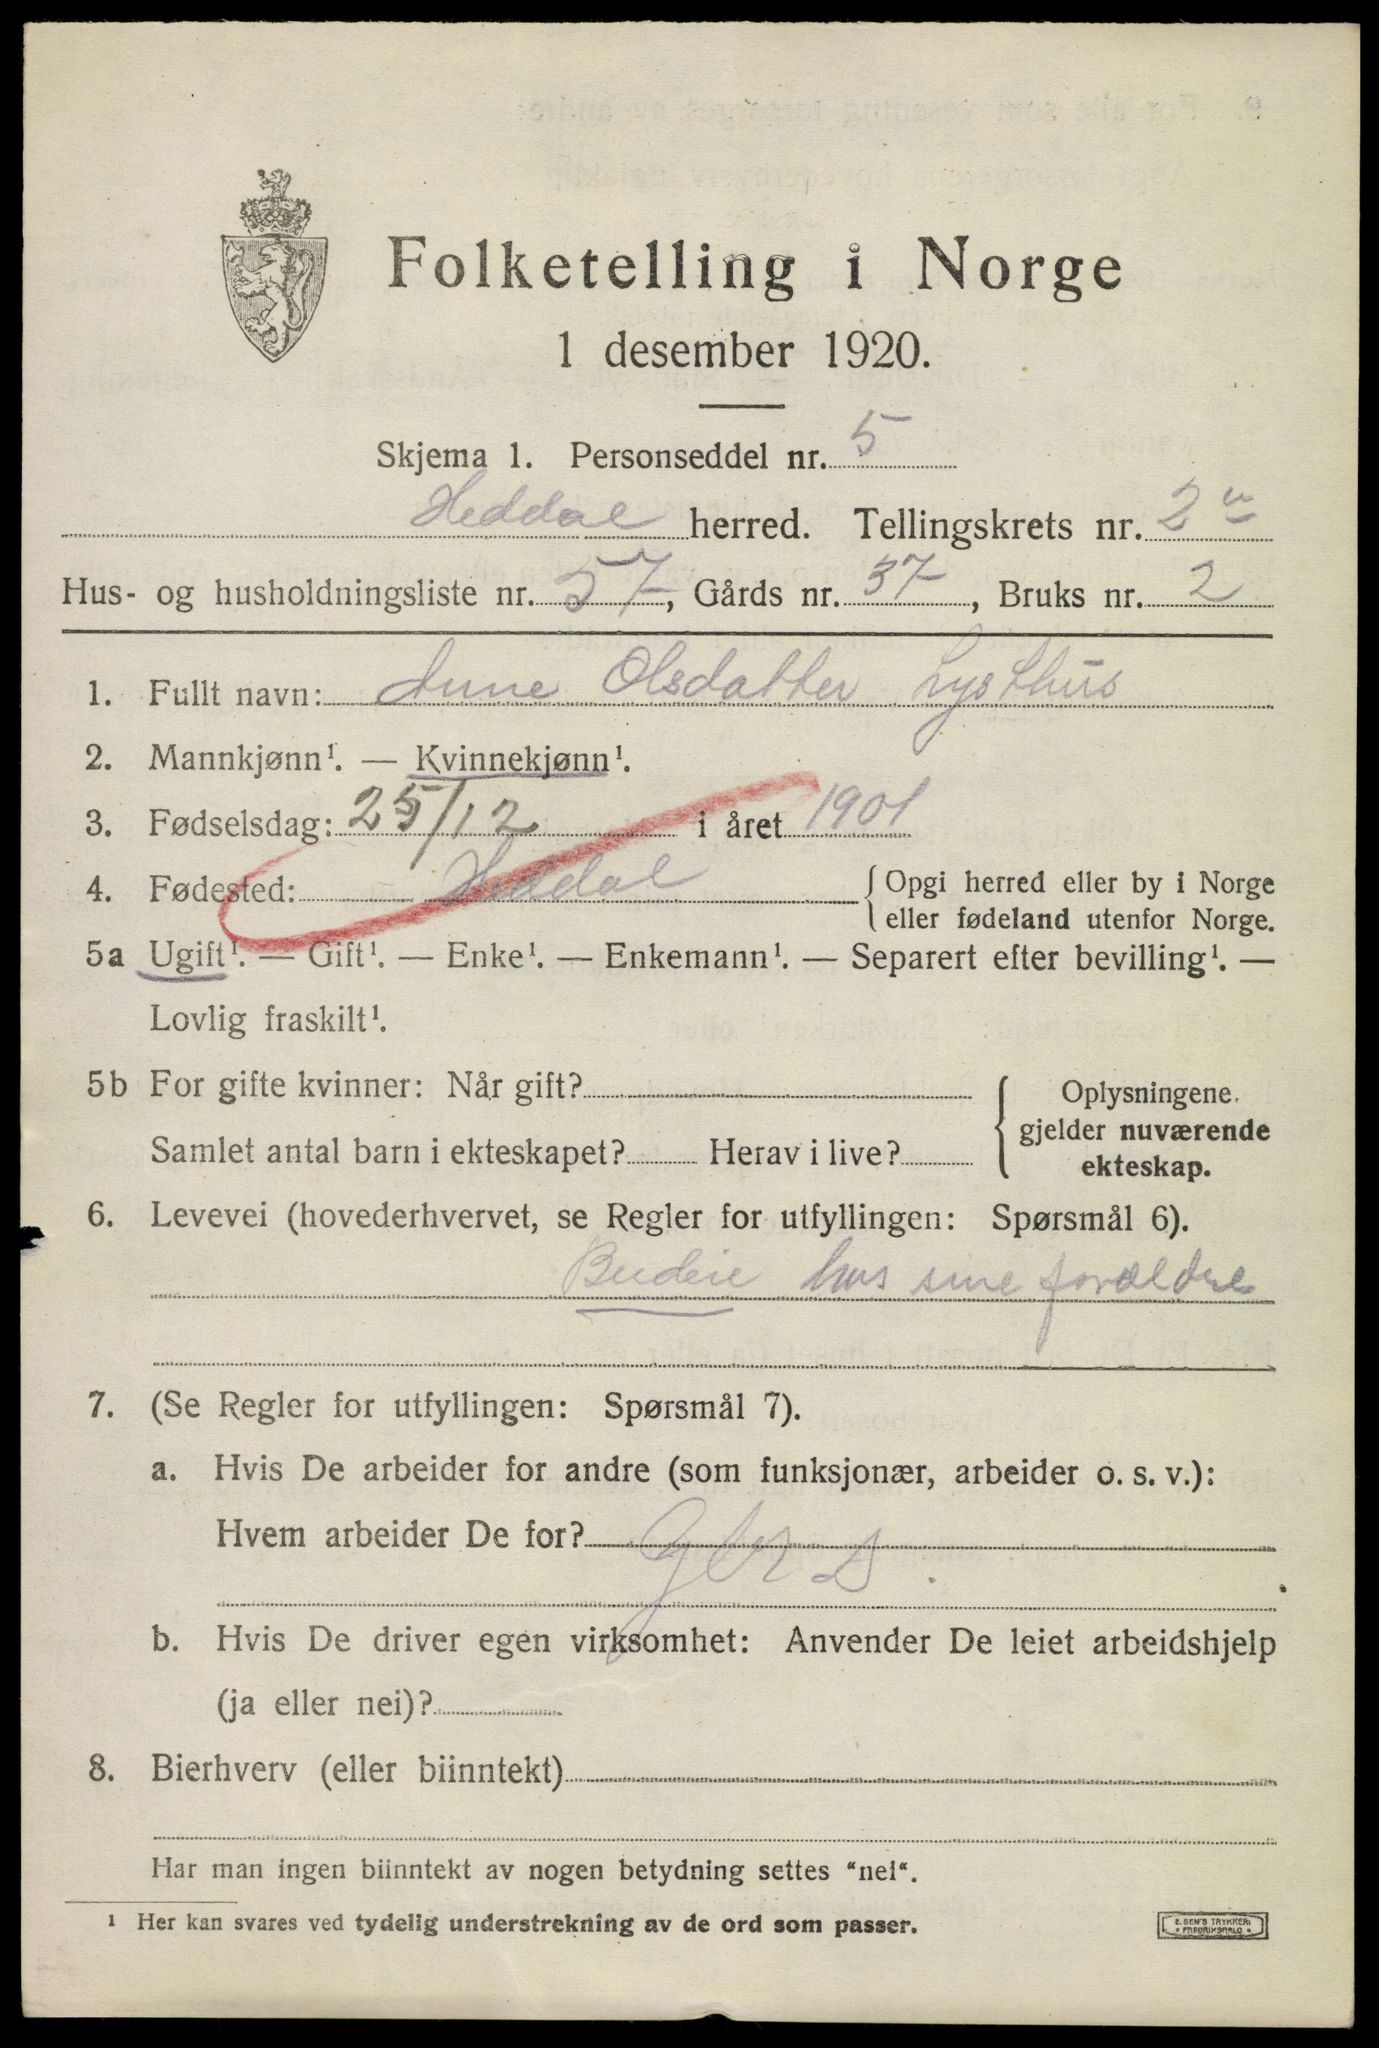 Folketelling i Norge
1 desember 1920.
Skjema 1. Personseddel nr. 5
Heddal herred. Tellingskrets nr. 2
Hus- og husholdningsliste nr. 57, Gårds nr. 37, Bruks nr. 2
1. Fullt navn: Anne Olsdatter Lysthus
2. Mannkjønn¹. — Kvinnekjønn¹.
3. Fødselsdag: 25/12 i året 1901
4. Fødested: Heddal { Opgi herred eller by i Norge
eller fødeland utenfor Norge.
5a Ugift¹. — Gift¹. — Enke¹. — Enkemann¹. — Separert efter bevilling¹. —
Lovlig fraskilt¹.
5b For gifte kvinner: Når gift?
Samlet antal barn i ekteskapet? Herav i live?
Oplysningene
gjelder nuværende
ekteskap.
6. Levevei (hovederhvervet, se Regler for utfyllingen: Spørsmål 6).
Budeie hos sine forældre
7. (Se Regler for utfyllingen: Spørsmål 7).
a. Hvis De arbeider for andre (som funksjonær, arbeider o. s. v.):
Hvem arbeider De for?
b. Hvis De driver egen virksomhet: Anvender De leiet arbeidshjelp
(ja eller nei)?
8. Bierhverv (eller biinntekt)
Har man ingen biinntekt av nogen betydning settes "nei".
¹ Her kan svares ved tydelig understrekning av de ord som passer.
E. SEM'S TRYKKERI
FREDRIKSHALD